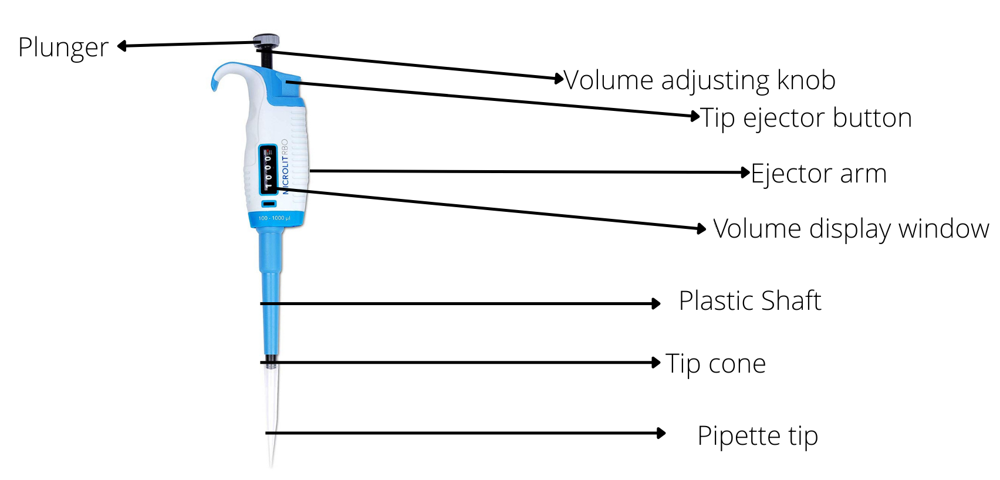 Plunger
Volume adjusting knob
Tip ejector button
Ejector arm
MICROLIT RBO
1000
Volume display window
100 - 1000 µl
Plastic Shaft
Tip cone
Pipette tip